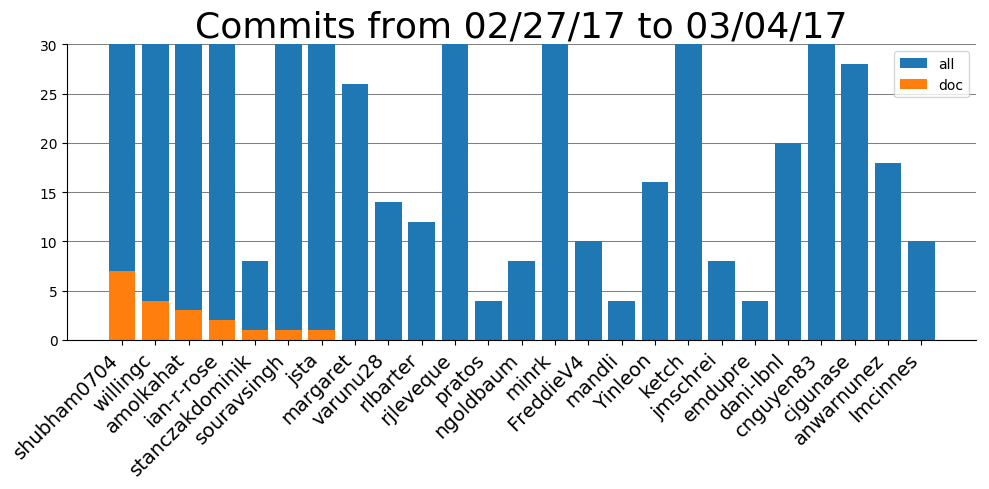 Commits from 02/27/17 to 03/04/17
30
25
20
15
10
5
0
all
doc
shubham0704
willingc
amolkahat
ian-r-rose
stanczakdominik
souravsingh
jsta
margaret
varunu28
rlbarter
rjleveque
pratos
ngoldbaum
minrk
FreddieV4
mandli
Yinleon
ketch
jmschrei
emdupre
dani-lbnl
cnguyen83
cjgunase
anwarnunez
lmcinnes